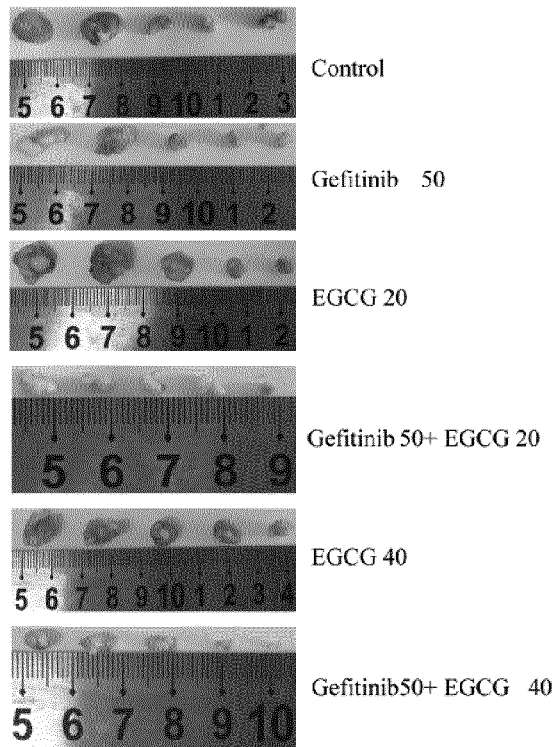 Control
5 6 7 8 9 10 1 2 3
Gefitinib 50
5 6 7 8 9 10 1 2
EGCG 20
5 6 7 8 9 10 1 2
Gefitinib 50+ EGCG 20
5 6 7 8 9
EGCG 40
5 6 7 8 9 10 1 2 3 4
Gefitinib50+ EGCG 40
5 6 7 8 9 10